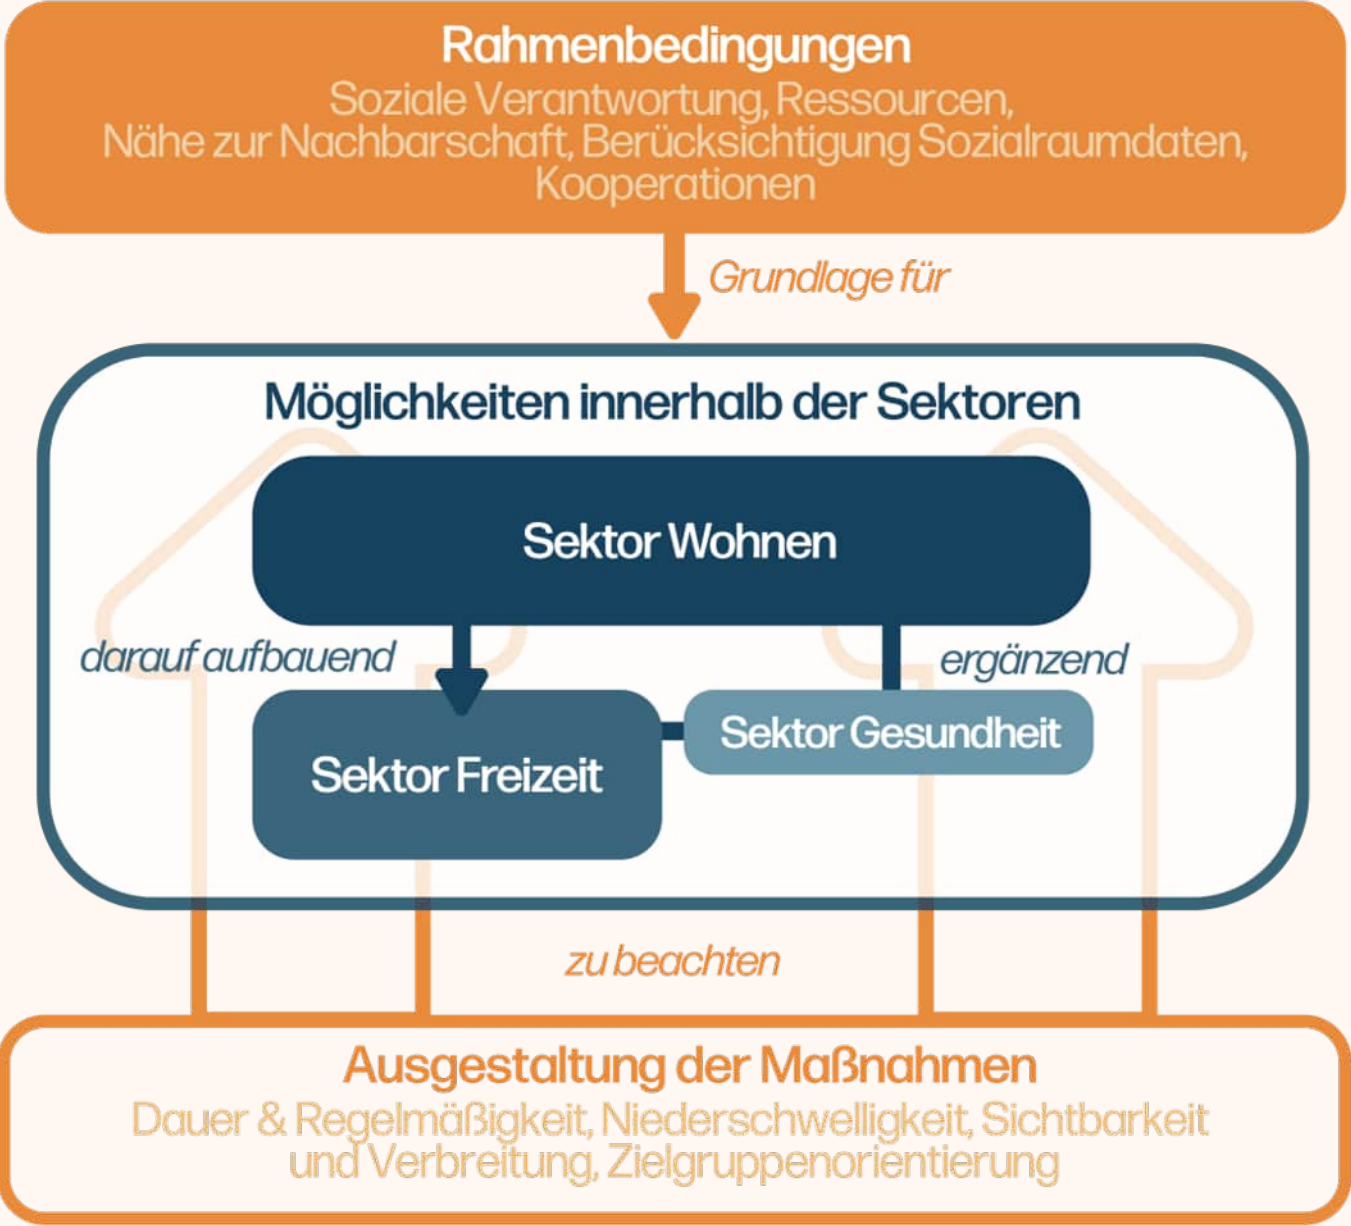 Rahmenbedingungen
Soziale Verantwortung, Ressourcen,
Nähe zur Nachbarschaft, Berücksichtigung Sozialraumdaten,
Kooperationen
Grundlage für
Möglichkeiten innerhalb der Sektoren
Sektor Wohnen
darauf aufbauend
ergänzend
Sektor Gesundheit
Sektor Freizeit
zu beachten
Ausgestaltung der Maßnahmen
Dauer & Regelmäßigkeit, Niederschwelligkeit, Sichtbarkeit
und Verbreitung, Zielgruppenorientierung